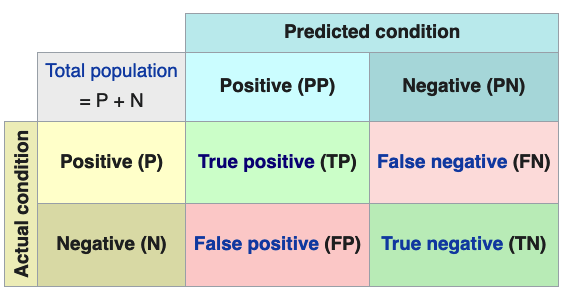 Predicted condition
Total population
= P + N
Positive (PP)
Negative (PN)
Actual condition
Positive (P)
True positive (TP)
False negative (FN)
Negative (N)
False positive (FP)
True negative (TN)